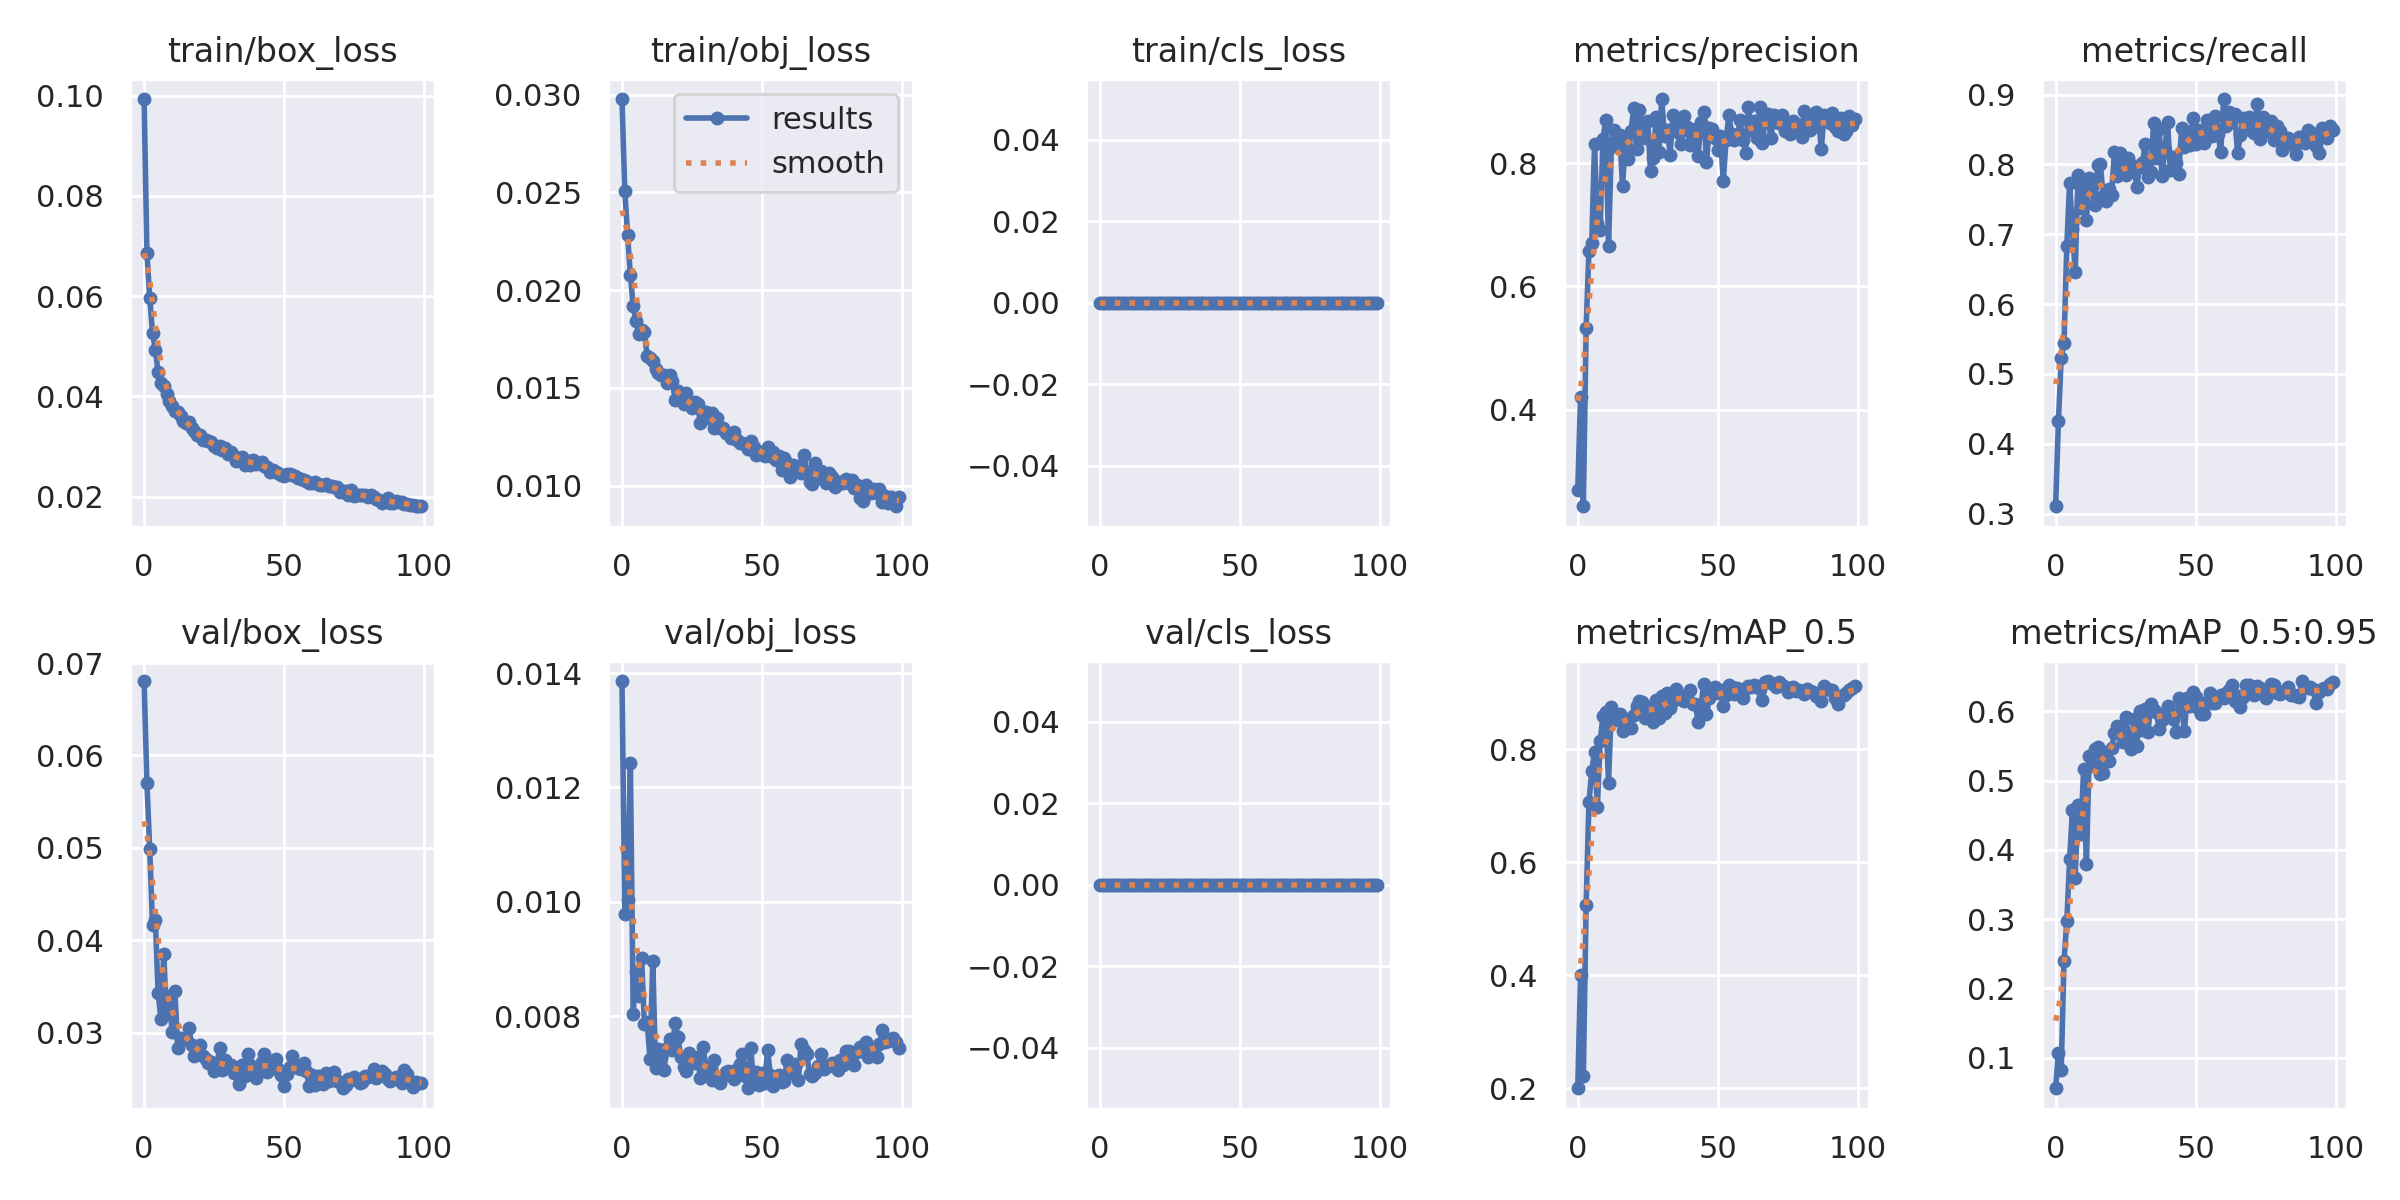 train/box_loss
0.10
0.08
0.06
0.04
0.02
0 50 100
train/obj_loss
results
smooth
0.030
0.025
0.020
0.015
0.010
0 50 100
train/cls_loss
0.04
0.02
0.00
−0.02
−0.04
0 50 100
metrics/precision
0.8
0.6
0.4
0 50 100
metrics/recall
0.9
0.8
0.7
0.6
0.5
0.4
0.3
0 50 100
val/box_loss
0.07
0.06
0.05
0.04
0.03
0 50 100
val/obj_loss
0.014
0.012
0.010
0.008
0 50 100
val/cls_loss
0.04
0.02
0.00
−0.02
−0.04
0 50 100
metrics/mAP_0.5
0.8
0.6
0.4
0.2
0 50 100
metrics/mAP_0.5:0.95
0.6
0.5
0.4
0.3
0.2
0.1
0 50 100